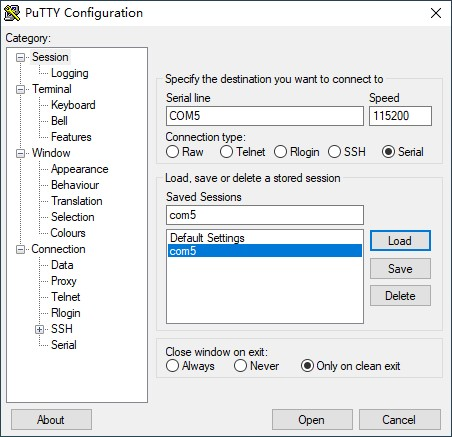 PuTTY Configuration
Category:
Session
Logging
Terminal
Keyboard
Bell
Features
Window
Appearance
Behaviour
Translation
Selection
Colours
Connection
Data
Proxy
Telnet
Rlogin
SSH
Serial
Specify the destination you want to connect to
Serial line Speed
COM5 115200
Connection type:
Raw Telnet Rlogin SSH Serial
Load, save or delete a stored session
Saved Sessions
com5
Default Settings
com5
Load
Save
Delete
Close window on exit:
Always Never Only on clean exit
About Open Cancel